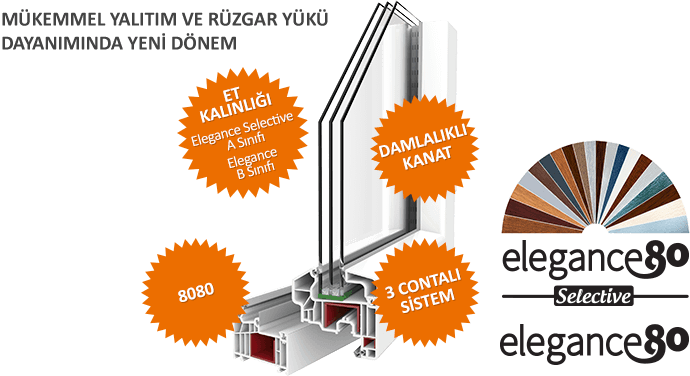 MÜKEMMEL YALITIM VE RÜZGAR YÜKÜ
DAYANIMINDA YENİ DÖNEM
ET
KALINLIĞI
Elegance Selective
A Sınıfı
Elegance
B Sınıfı
DAMLALIKLI
KANAT
8080
3 CONTALI
SİSTEM
elegance80
Selective
elegance80